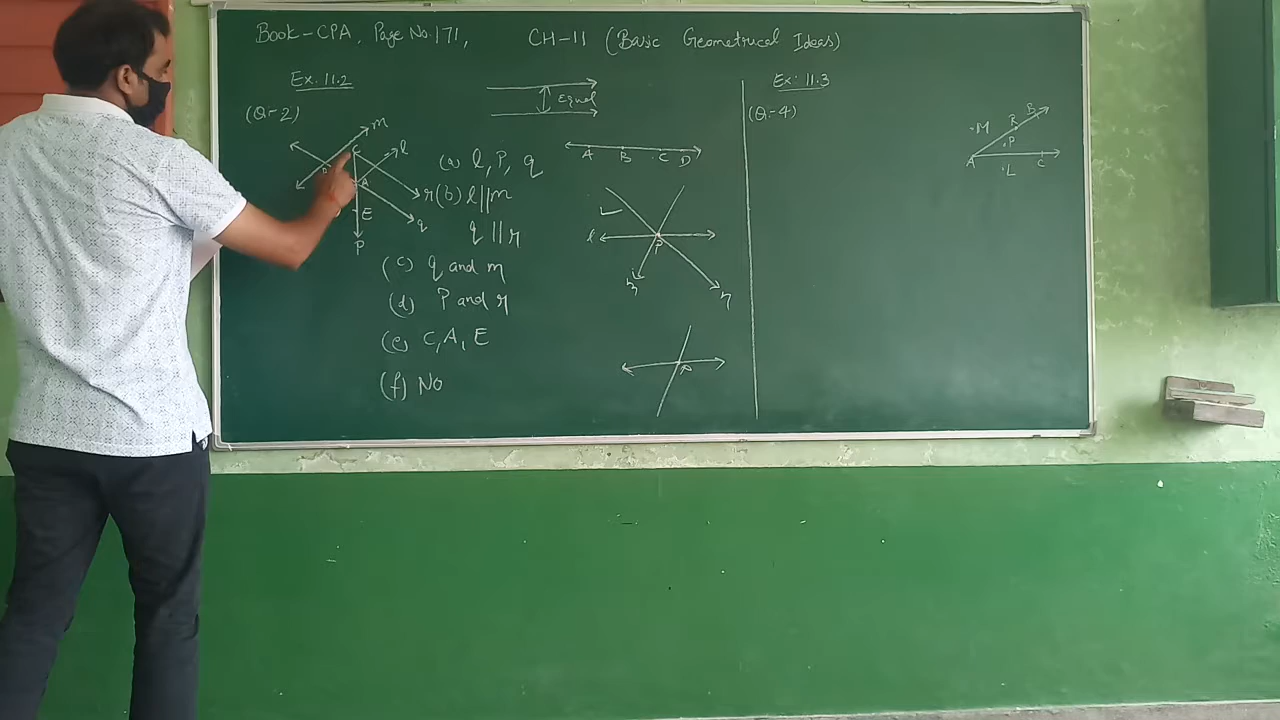 Book-CPA, Page No.171, CH-11 (Basic Geometrical Ideas)
Ex. 11.2
(Q-2)
m
C
l
D
A
r
E
q
P
(a) l, P, q
(b) l||m
q || r
(c) q and m
(d) P and r
(e) C, A, E
(f) No
Equal
A B C D
l
P
m
n
P
Ex. 11.3
(Q-4)
B
R
M
P
A
C
L